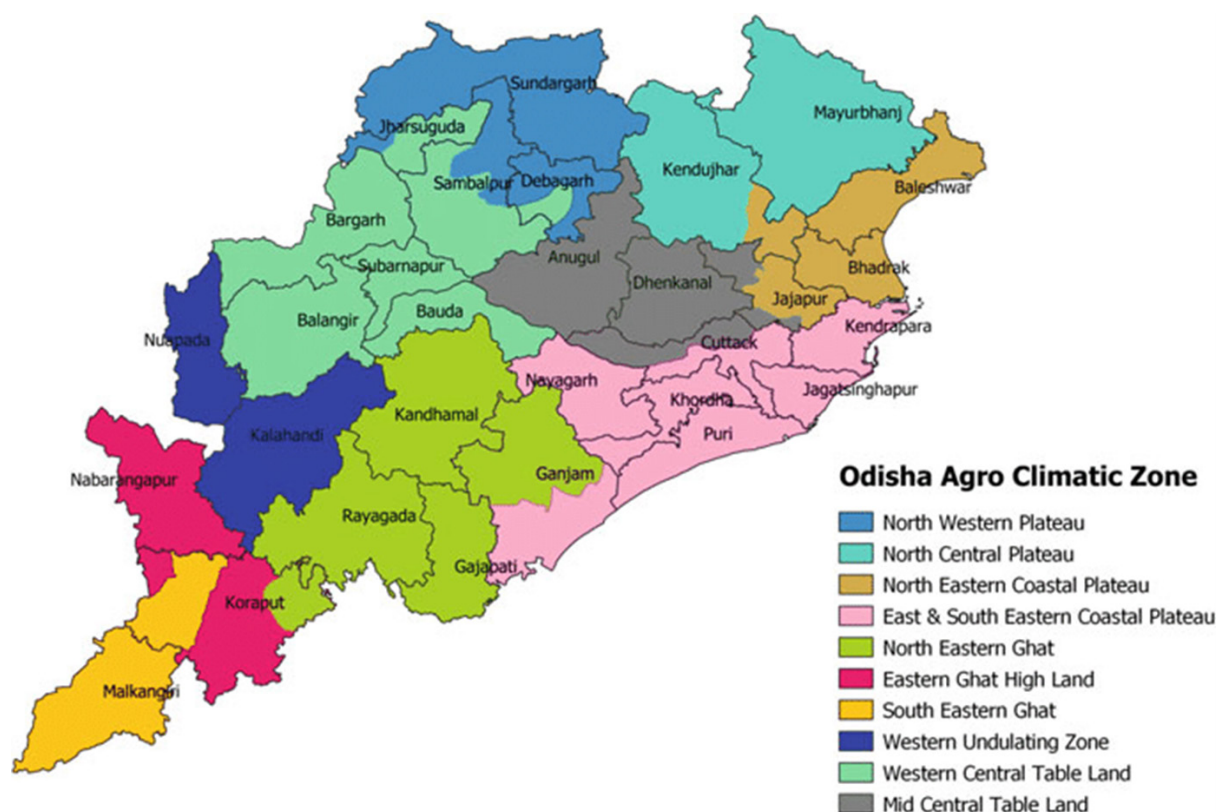 Sundargarh
Mayurbhanj
Jharsuguda
Kendujhar
Sambalpur
Debagarh
Baleshwar
Bargarh
Anugul
Subarnapur
Bhadrak
Dhenkanal
Jajapur
Bauda
Balangir
Kendrapara
Nuapada
Cuttack
Nayagarh
Jagatsinghapur
Khordha
Kandhamal
Puri
Kalahandi
Ganjam
Nabarangapur
Rayagada
Gajapati
Koraput
Malkangiri
Odisha Agro Climatic Zone
North Western Plateau
North Central Plateau
North Eastern Coastal Plateau
East & South Eastern Coastal Plateau
North Eastern Ghat
Eastern Ghat High Land
South Eastern Ghat
Western Undulating Zone
Western Central Table Land
Mid Central Table Land